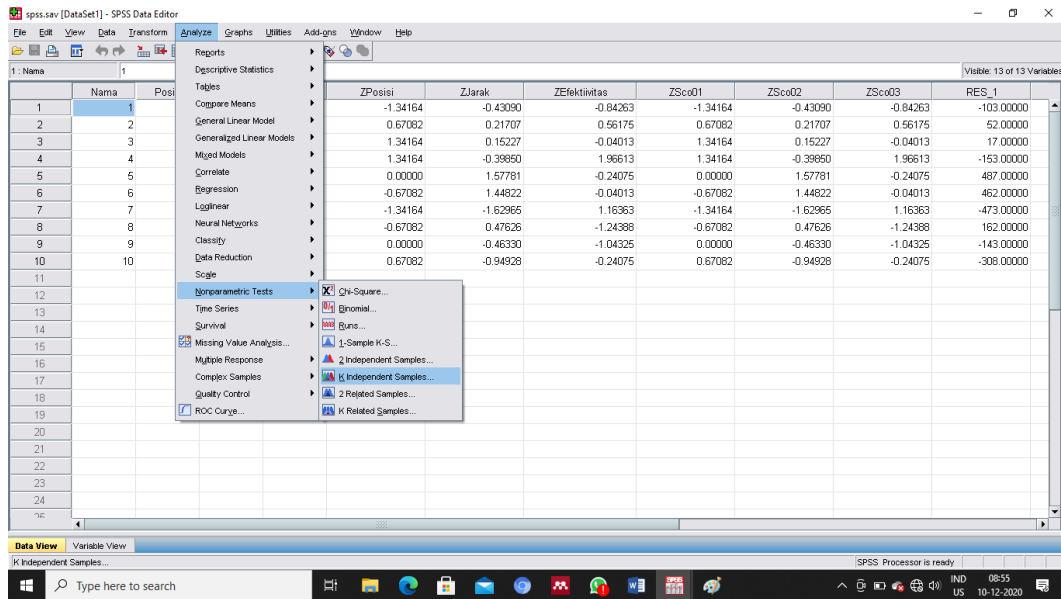 spss.sav [DataSet1] - SPSS Data Editor
File Edit View Data Transform Analyze Graphs Utilities Add-ons Window Help
1 : Nama 1 Visible: 13 of 13 Variables
Nama Posi ZPosisi ZJarak ZEfektiivitas ZSco01 ZSco02 ZSco03 RES_1
1 1 -1.34164 -0.43090 -0.84263 -1.34164 -0.43090 -0.84263 -103.00000
2 2 0.67082 0.21707 0.56175 0.67082 0.21707 0.56175 52.00000
3 3 1.34164 0.15227 -0.04013 1.34164 0.15227 -0.04013 17.00000
4 4 1.34164 -0.39850 1.96613 1.34164 -0.39850 1.96613 -153.00000
5 5 0.00000 1.57781 -0.24075 0.00000 1.57781 -0.24075 487.00000
6 6 -0.67082 1.44822 -0.04013 -0.67082 1.44822 -0.04013 462.00000
7 7 -1.34164 -1.62965 1.16363 -1.34164 -1.62965 1.16363 -473.00000
8 8 -0.67082 0.47626 -1.24388 -0.67082 0.47626 -1.24388 162.00000
9 9 0.00000 -0.46330 -1.04325 0.00000 -0.46330 -1.04325 -143.00000
10 10 0.67082 -0.94928 -0.24075 0.67082 -0.94928 -0.24075 -308.00000
11
12
13
14
15
16
17
18
19
20
21
22
23
24
Reports
Descriptive Statistics
Tables
Compare Means
General Linear Model
Generalized Linear Models
Mixed Models
Correlate
Regression
Loglinear
Neural Networks
Classify
Data Reduction
Scale
Nonparametric Tests
Time Series
Survival
Missing Value Analysis...
Multiple Response
Complex Samples
Quality Control
ROC Curve...
Chi-Square...
Binomial...
Runs...
1-Sample K-S...
2 Independent Samples...
K Independent Samples...
2 Related Samples...
K Related Samples...
Data View Variable View
K Independent Samples... SPSS Processor is ready
Type here to search IND 08:55
US 10-12-2020